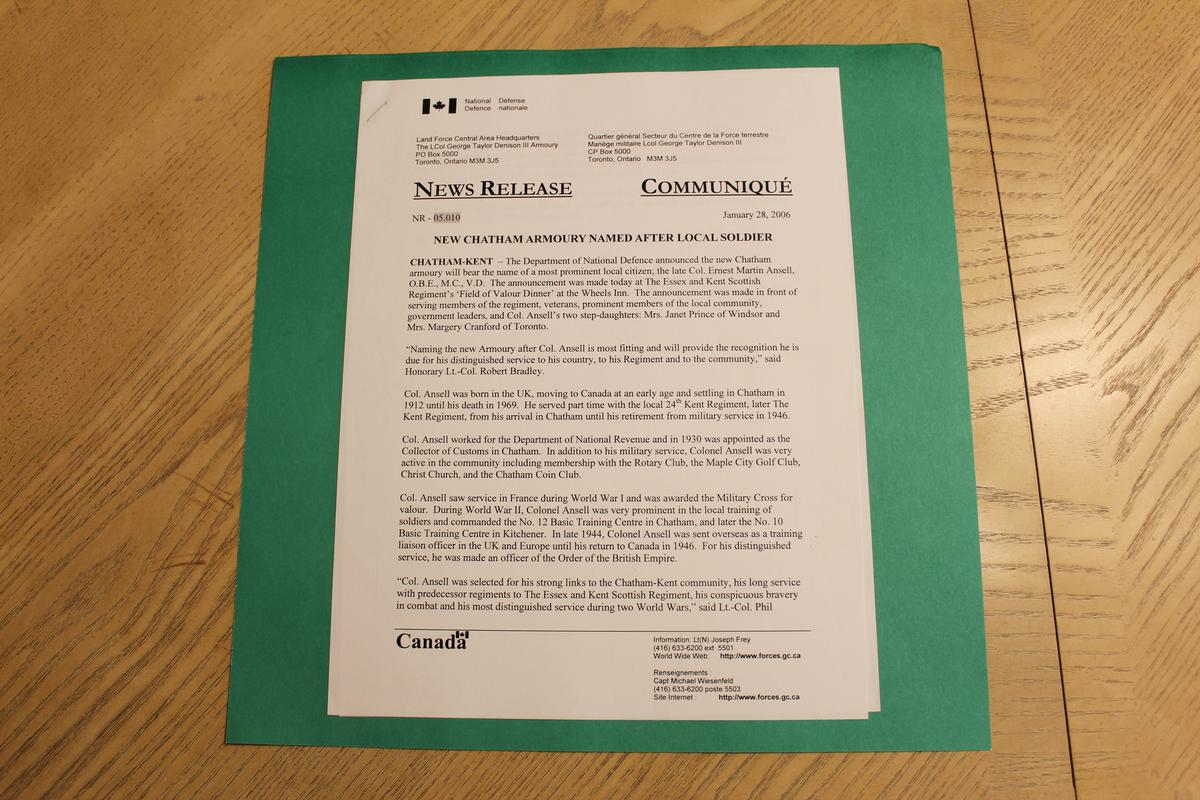 National Défense
Defence nationale
Land Force Central Area Headquarters
The LCol George Taylor Denison III Armoury
PO Box 5000
Toronto, Ontario M3M 3J5
Quartier général Secteur du Centre de la Force terrestre
Manège militaire Lcol George Taylor Denison III
CP Box 5000
Toronto, Ontario M3M 3J5
NEWS RELEASE COMMUNIQUÉ
NR - 05.010 January 28, 2006
NEW CHATHAM ARMOURY NAMED AFTER LOCAL SOLDIER
CHATHAM-KENT – The Department of National Defence announced the new Chatham
armoury will bear the name of a most prominent local citizen; the late Col. Ernest Martin Ansell,
O.B.E., M.C., V.D. The announcement was made today at The Essex and Kent Scottish
Regiment's 'Field of Valour Dinner' at the Wheels Inn. The announcement was made in front of
serving members of the regiment, veterans, prominent members of the local community,
government leaders, and Col. Ansell's two step-daughters: Mrs. Janet Prince of Windsor and
Mrs. Margery Cranford of Toronto.
“Naming the new Armoury after Col. Ansell is most fitting and will provide the recognition he is
due for his distinguished service to his country, to his Regiment and to the community,” said
Honorary Lt.-Col. Robert Bradley.
Col. Ansell was born in the UK, moving to Canada at an early age and settling in Chatham in
1912 until his death in 1969. He served part time with the local 24th Kent Regiment, later The
Kent Regiment, from his arrival in Chatham until his retirement from military service in 1946.
Col. Ansell worked for the Department of National Revenue and in 1930 was appointed as the
Collector of Customs in Chatham. In addition to his military service, Colonel Ansell was very
active in the community including membership with the Rotary Club, the Maple City Golf Club,
Christ Church, and the Chatham Coin Club.
Col. Ansell saw service in France during World War I and was awarded the Military Cross for
valour. During World War II, Colonel Ansell was very prominent in the local training of
soldiers and commanded the No. 12 Basic Training Centre in Chatham, and later the No. 10
Basic Training Centre in Kitchener. In late 1944, Colonel Ansell was sent overseas as a training
liaison officer in the UK and Europe until his return to Canada in 1946. For his distinguished
service, he was made an officer of the Order of the British Empire.
“Col. Ansell was selected for his strong links to the Chatham-Kent community, his long service
with predecessor regiments to The Essex and Kent Scottish Regiment, his conspicuous bravery
in combat and his most distinguished service during two World Wars,” said Lt.-Col. Phil
Canada
Information: Lt(N) Joseph Frey
(416) 633-6200 ext .5501
World Wide Web: http://www.forces.gc.ca
Renseignements :
Capt Michael Wiesenfeld
(416) 633-6200 poste 5503
Site Internet : http://www.forces.gc.ca